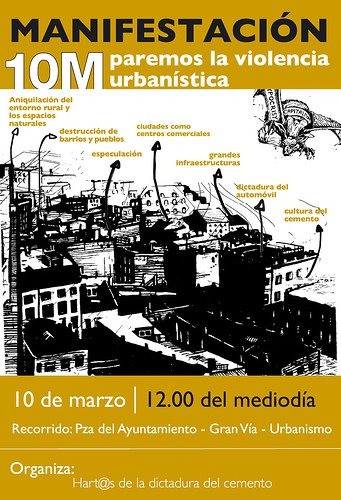 MANIFESTACIÓN
10M paremos la violencia
urbanística
Aniquilación del
entorno rural y
los espacios
naturales
destrucción de
barrios y pueblos
ciudades como
centros comerciales
especulación
grandes
infraestructuras
dictadura del
automóvil
cultura del
cemento
10 de marzo | 12.00 del mediodía
Recorrido: Pza del Ayuntamiento - Gran Vía - Urbanismo
Organiza:
Hart@s de la dictadura del cemento